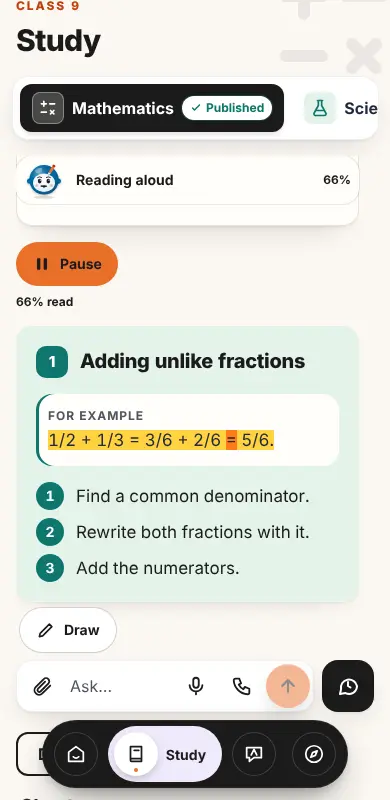 CLASS 9
Study
Mathematics Published
Reading aloud 66%
Pause
66% read
1 Adding unlike fractions
FOR EXAMPLE
1/2 + 1/3 = 3/6 + 2/6 = 5/6.
1 Find a common denominator.
2 Rewrite both fractions with it.
3 Add the numerators.
Draw
Ask...
Study